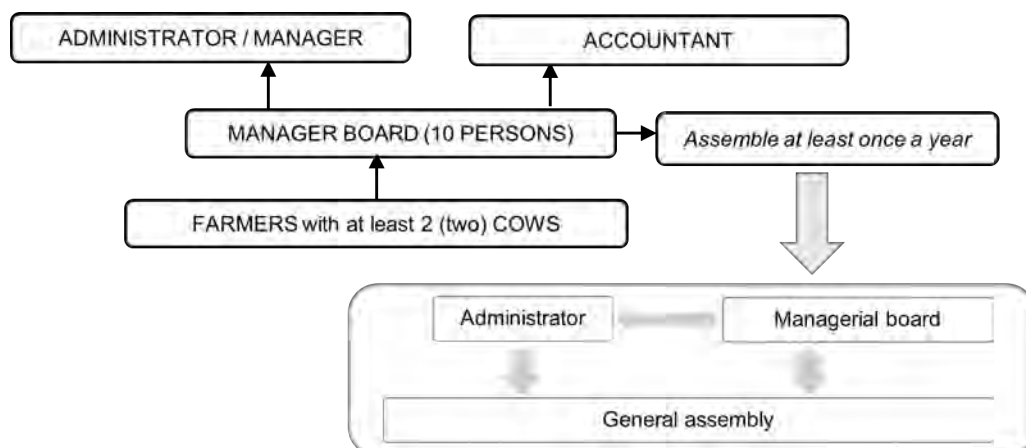 ADMINISTRATOR / MANAGER
ACCOUNTANT
MANAGER BOARD (10 PERSONS)
Assemble at least once a year
FARMERS with at least 2 (two) COWS
Administrator
Managerial board
General assembly